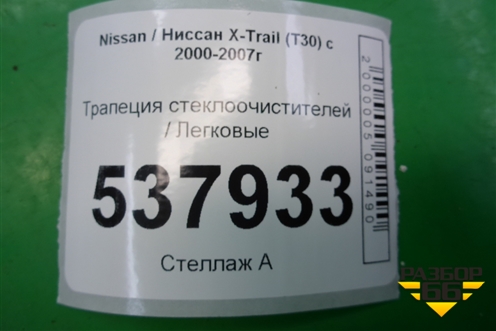 Nissan / Ниссан X-Trail (T30) с
2000-2007г
Трапеция стеклоочистителей
/ Легковые
537933
Стеллаж А
2000005091490
РАЗБОР
66